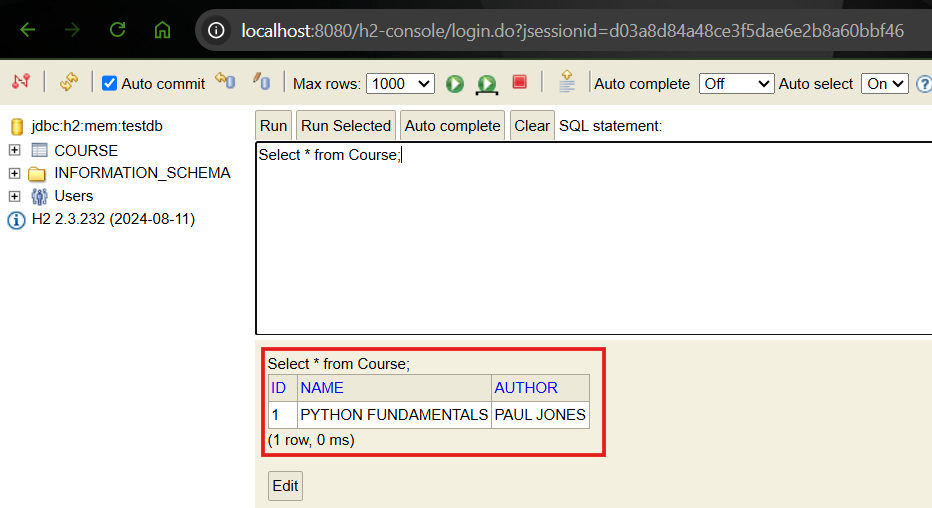 localhost:8080/h2-console/login.do?jsessionid=d03a8d84a48ce3f5dae6e2b8a60bbf46
Auto commit Max rows: 1000 Auto complete Off Auto select On ?
jdbc:h2:mem:testdb
COURSE
INFORMATION_SCHEMA
Users
H2 2.3.232 (2024-08-11)
Run Run Selected Auto complete Clear SQL statement:
Select * from Course;
Select * from Course;
ID NAME AUTHOR
1 PYTHON FUNDAMENTALS PAUL JONES
(1 row, 0 ms)
Edit